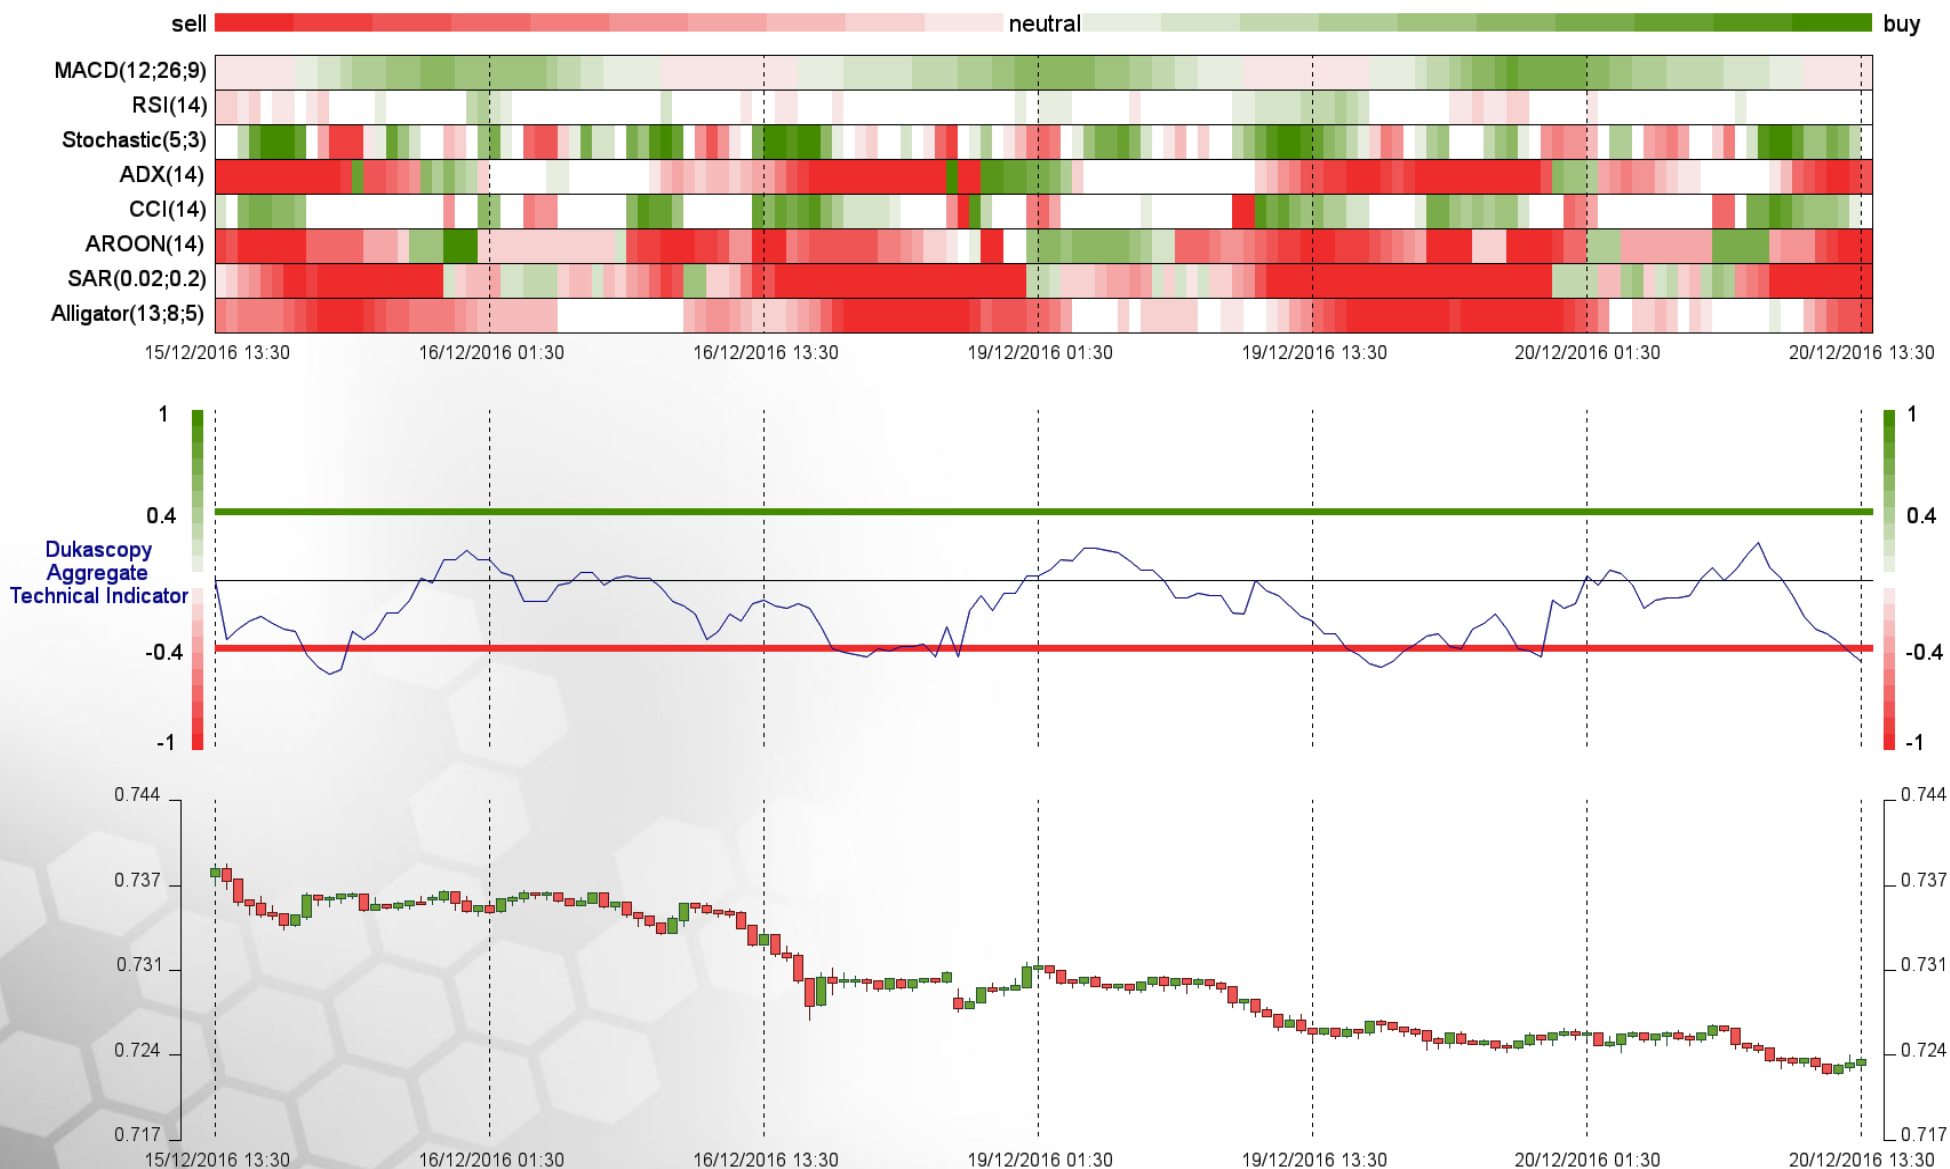 sell neutral buy
MACD(12;26;9)
RSI(14)
Stochastic(5;3)
ADX(14)
CCI(14)
AROON(14)
SAR(0.02;0.2)
Alligator(13;8;5)
15/12/2016 13:30 16/12/2016 01:30 16/12/2016 13:30 19/12/2016 01:30 19/12/2016 13:30 20/12/2016 01:30 20/12/2016 13:30
1 1
0.4 0.4
Dukascopy
Aggregate
Technical Indicator
-0.4 -0.4
-1 -1
0.744 0.744
0.737 0.737
0.731 0.731
0.724 0.724
0.717 0.717
15/12/2016 13:30 16/12/2016 01:30 16/12/2016 13:30 19/12/2016 01:30 19/12/2016 13:30 20/12/2016 01:30 20/12/2016 13:30